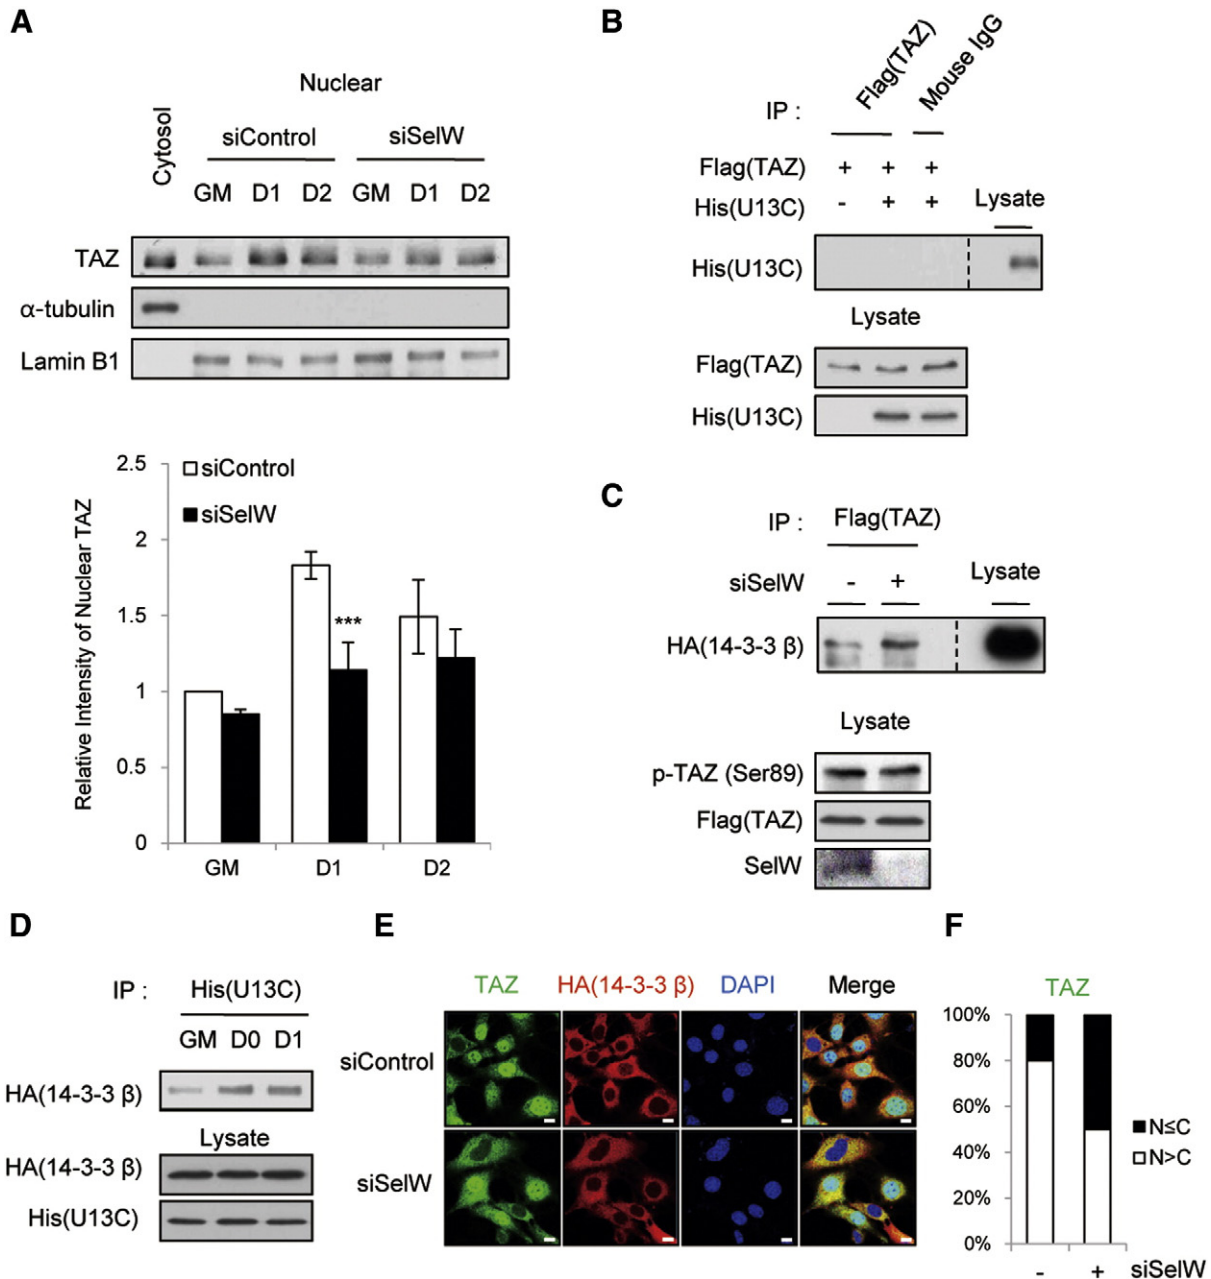 A
Nuclear
Cytosol
siControl
siSelW
GM D1 D2 GM D1 D2
TAZ
α-tubulin
Lamin B1
2.5
2
1.5
1
0.5
0
Relative Intensity of Nuclear TAZ
siControl
siSelW
***
GM D1 D2
B
IP :
Flag(TAZ)
Mouse IgG
Flag(TAZ) + + +
His(U13C) - + +
Lysate
His(U13C)
Lysate
Flag(TAZ)
His(U13C)
C
IP : Flag(TAZ)
siSelW - +
Lysate
HA(14-3-3 β)
Lysate
p-TAZ (Ser89)
Flag(TAZ)
SelW
D
IP : His(U13C)
GM D0 D1
HA(14-3-3 β)
Lysate
HA(14-3-3 β)
His(U13C)
E
TAZ HA(14-3-3 β) DAPI Merge
siControl
siSelW
F
TAZ
100%
80%
60%
40%
20%
0%
N≤C
N>C
- + siSelW